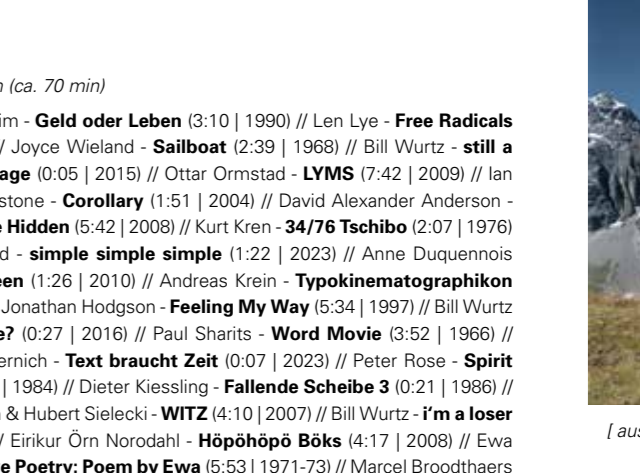 (ca. 70 min)
im - Geld oder Leben (3:10 | 1990) // Len Lye - Free Radicals
/ Joyce Wieland - Sailboat (2:39 | 1968) // Bill Wurtz - still a
age (0:05 | 2015) // Ottar Ormstad - LYMS (7:42 | 2009) // Ian
stone - Corollary (1:51 | 2004) // David Alexander Anderson -
Hidden (5:42 | 2008) // Kurt Kren - 34/76 Tschibo (2:07 | 1976)
d - simple simple simple (1:22 | 2023) // Anne Duquennois
en (1:26 | 2010) // Andreas Krein - Typokinematographikon
Jonathan Hodgson - Feeling My Way (5:34 | 1997) // Bill Wurtz
e? (0:27 | 2016) // Paul Sharits - Word Movie (3:52 | 1966) //
ernich - Text braucht Zeit (0:07 | 2023) // Peter Rose - Spirit
| 1984) // Dieter Kiessling - Fallende Scheibe 3 (0:21 | 1986) //
& Hubert Sielecki - WITZ (4:10 | 2007) // Bill Wurtz - i'm a loser
/ Eirikur Örn Norodahl - Höpöhöpö Böks (4:17 | 2008) // Ewa
e Poetry: Poem by Ewa (5:53 | 1971-73) // Marcel Broodthaers
[ aus